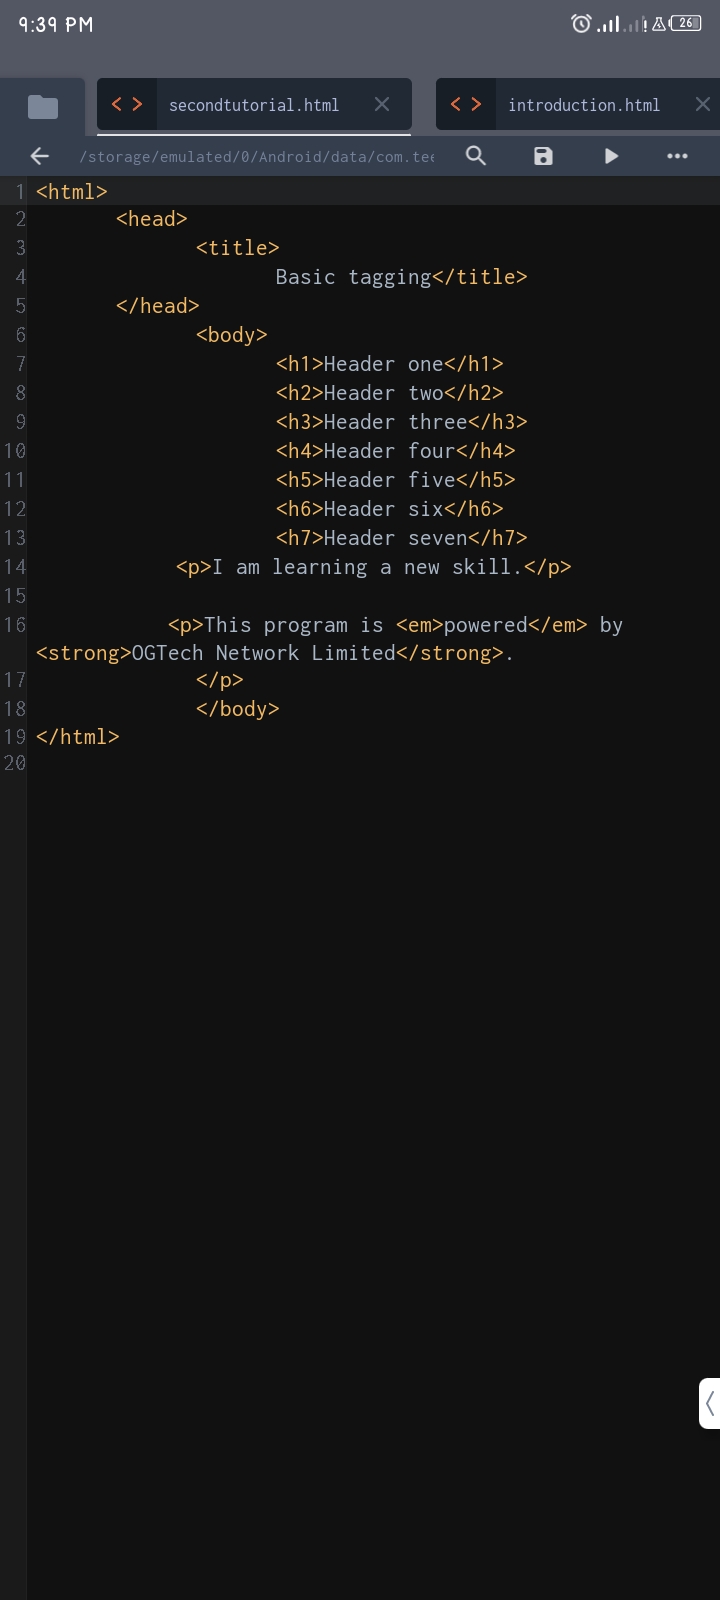 9:39 PM 26
secondtutorial.html introduction.html
/storage/emulated/0/Android/data/com.tee
1 <html>
2 <head>
3 <title>
4 Basic tagging</title>
5 </head>
6 <body>
7 <h1>Header one</h1>
8 <h2>Header two</h2>
9 <h3>Header three</h3>
10 <h4>Header four</h4>
11 <h5>Header five</h5>
12 <h6>Header six</h6>
13 <h7>Header seven</h7>
14 <p>I am learning a new skill.</p>
15
16 <p>This program is <em>powered</em> by
<strong>OGTech Network Limited</strong>.
17 </p>
18 </body>
19 </html>
20